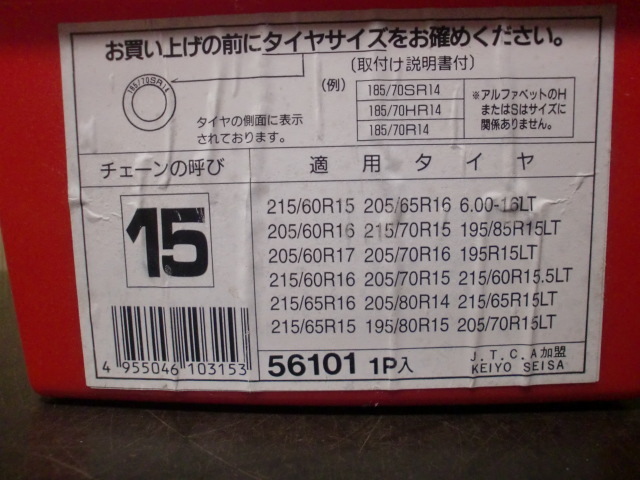 お買い上げの前にタイヤサイズをお確めください。
(取付け説明書付)
185/70SR14
タイヤの側面に表示
されております。
(例)
185/70SR14
185/70HR14
185/70R14
※アルファベットのH
またはSはサイズに
関係ありません。
チェーンの呼び
適用タイヤ
15
215/60R15 205/65R16 6.00-16LT
205/60R16 215/70R15 195/85R15LT
205/60R17 205/70R16 195R15LT
215/60R16 205/70R15 215/60R15.5LT
215/65R16 205/80R14 215/65R15LT
215/65R15 195/80R15 205/70R15LT
4 955046 103153
56101 1P入
J.T.C.A加盟
KEIYO SEISA